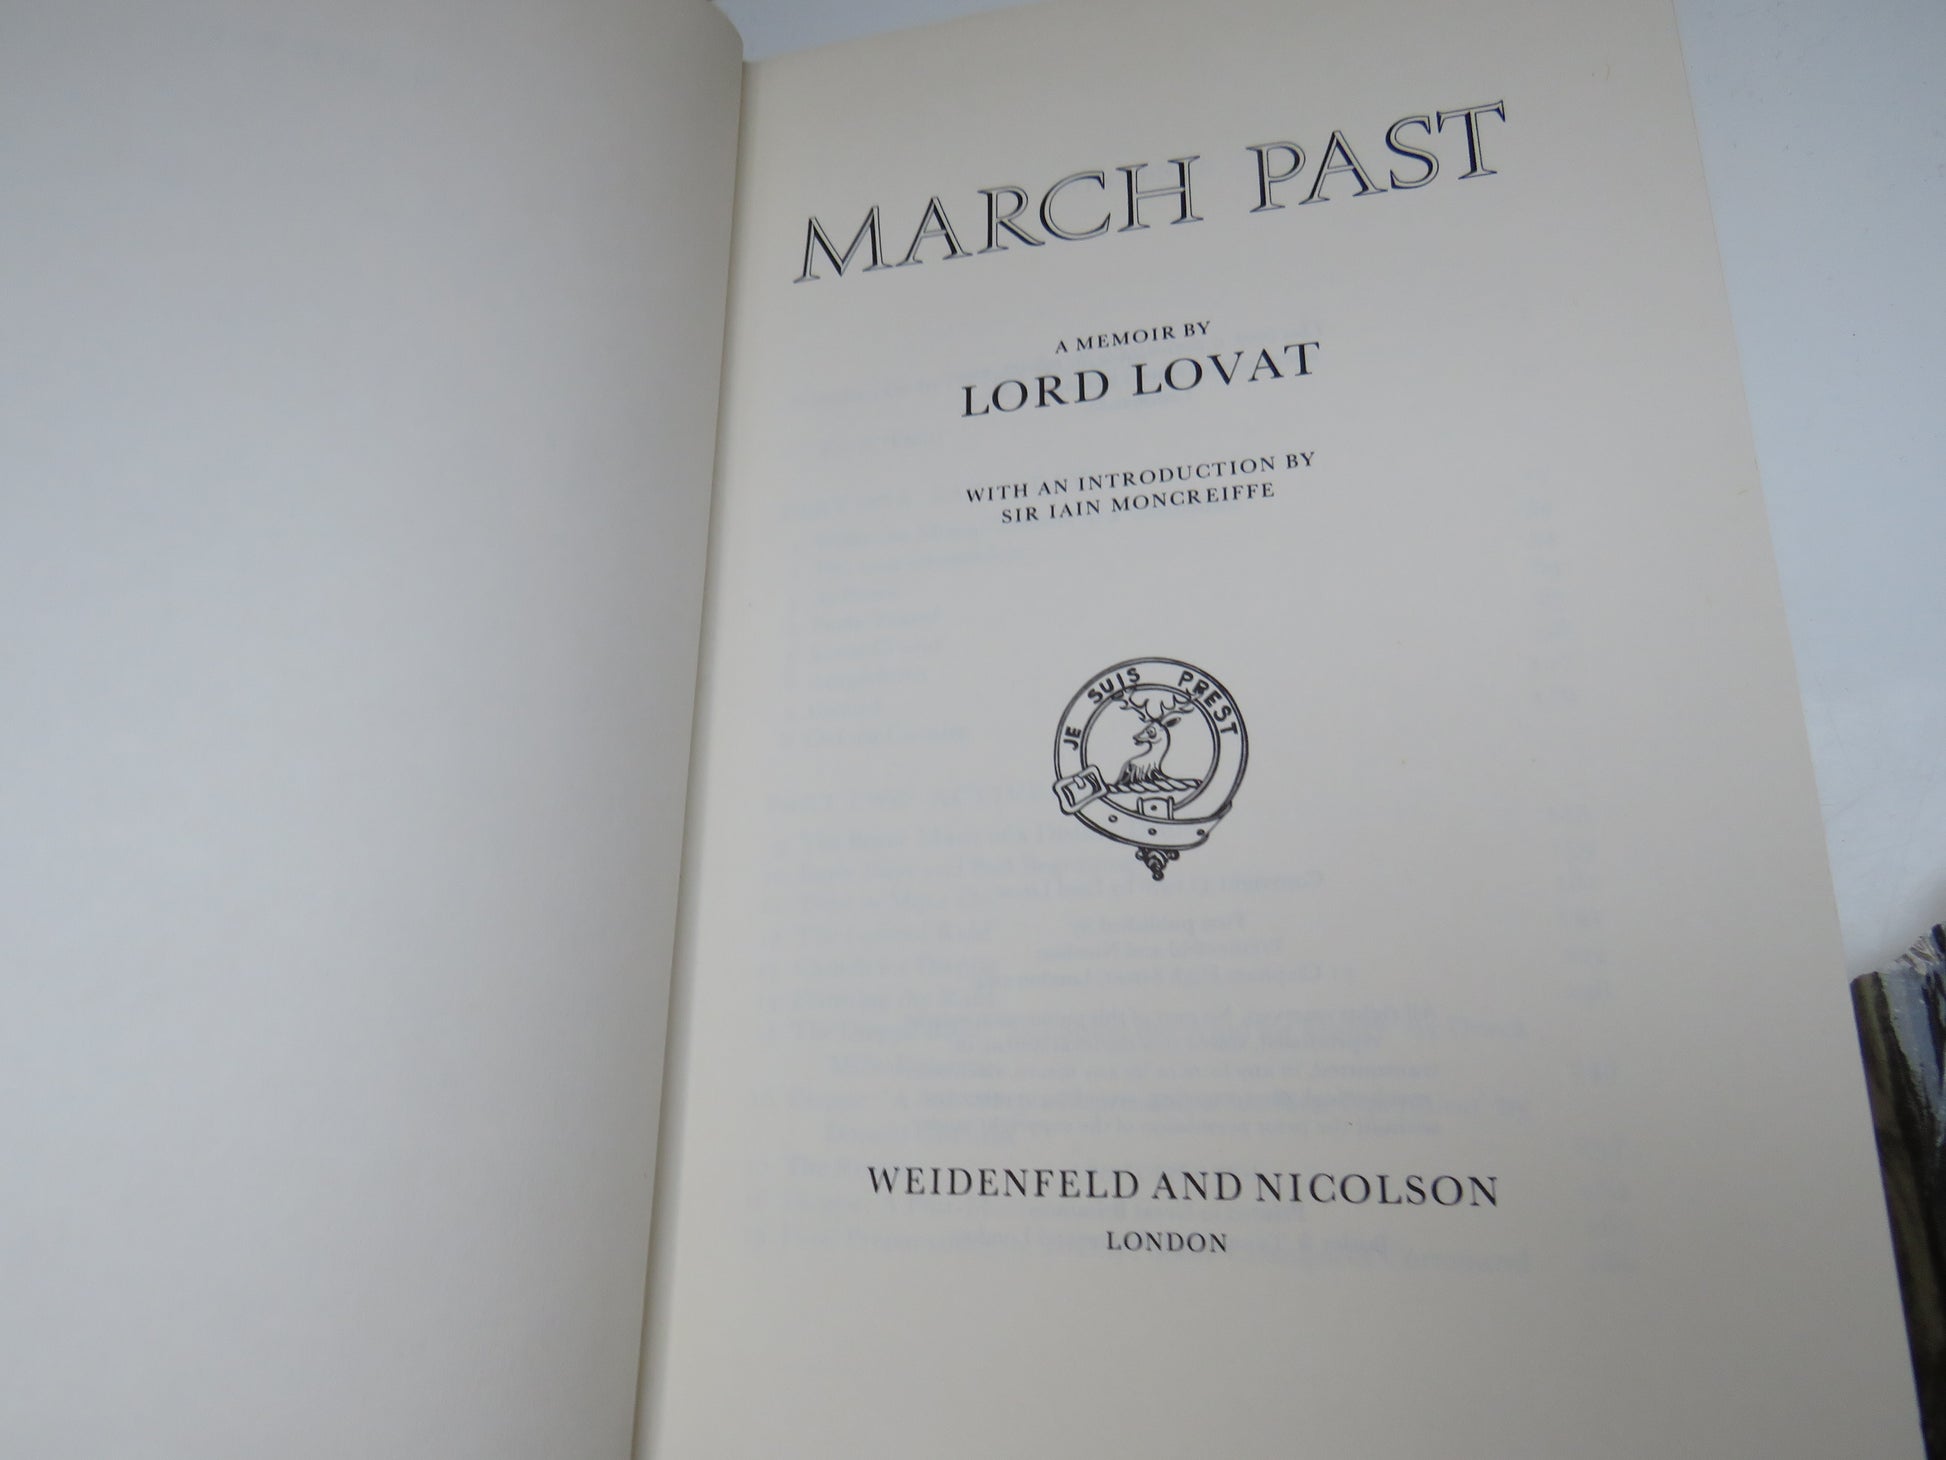 MARCH PAST
A MEMOIR BY
LORD LOVAT
WITH AN INTRODUCTION BY
SIR IAIN MONCREIFFE
JE SUIS PREST
WEIDENFELD AND NICOLSON
LONDON